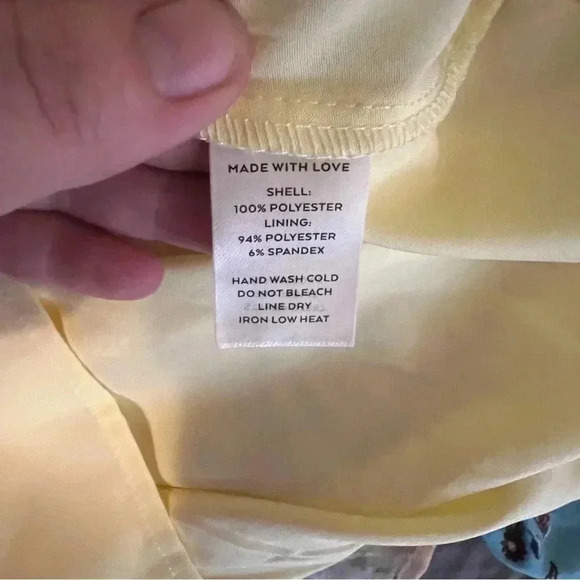 MADE WITH LOVE
SHELL:
100% POLYESTER
LINING:
94% POLYESTER
6% SPANDEX
HAND WASH COLD
DO NOT BLEACH
LINE DRY
IRON LOW HEAT